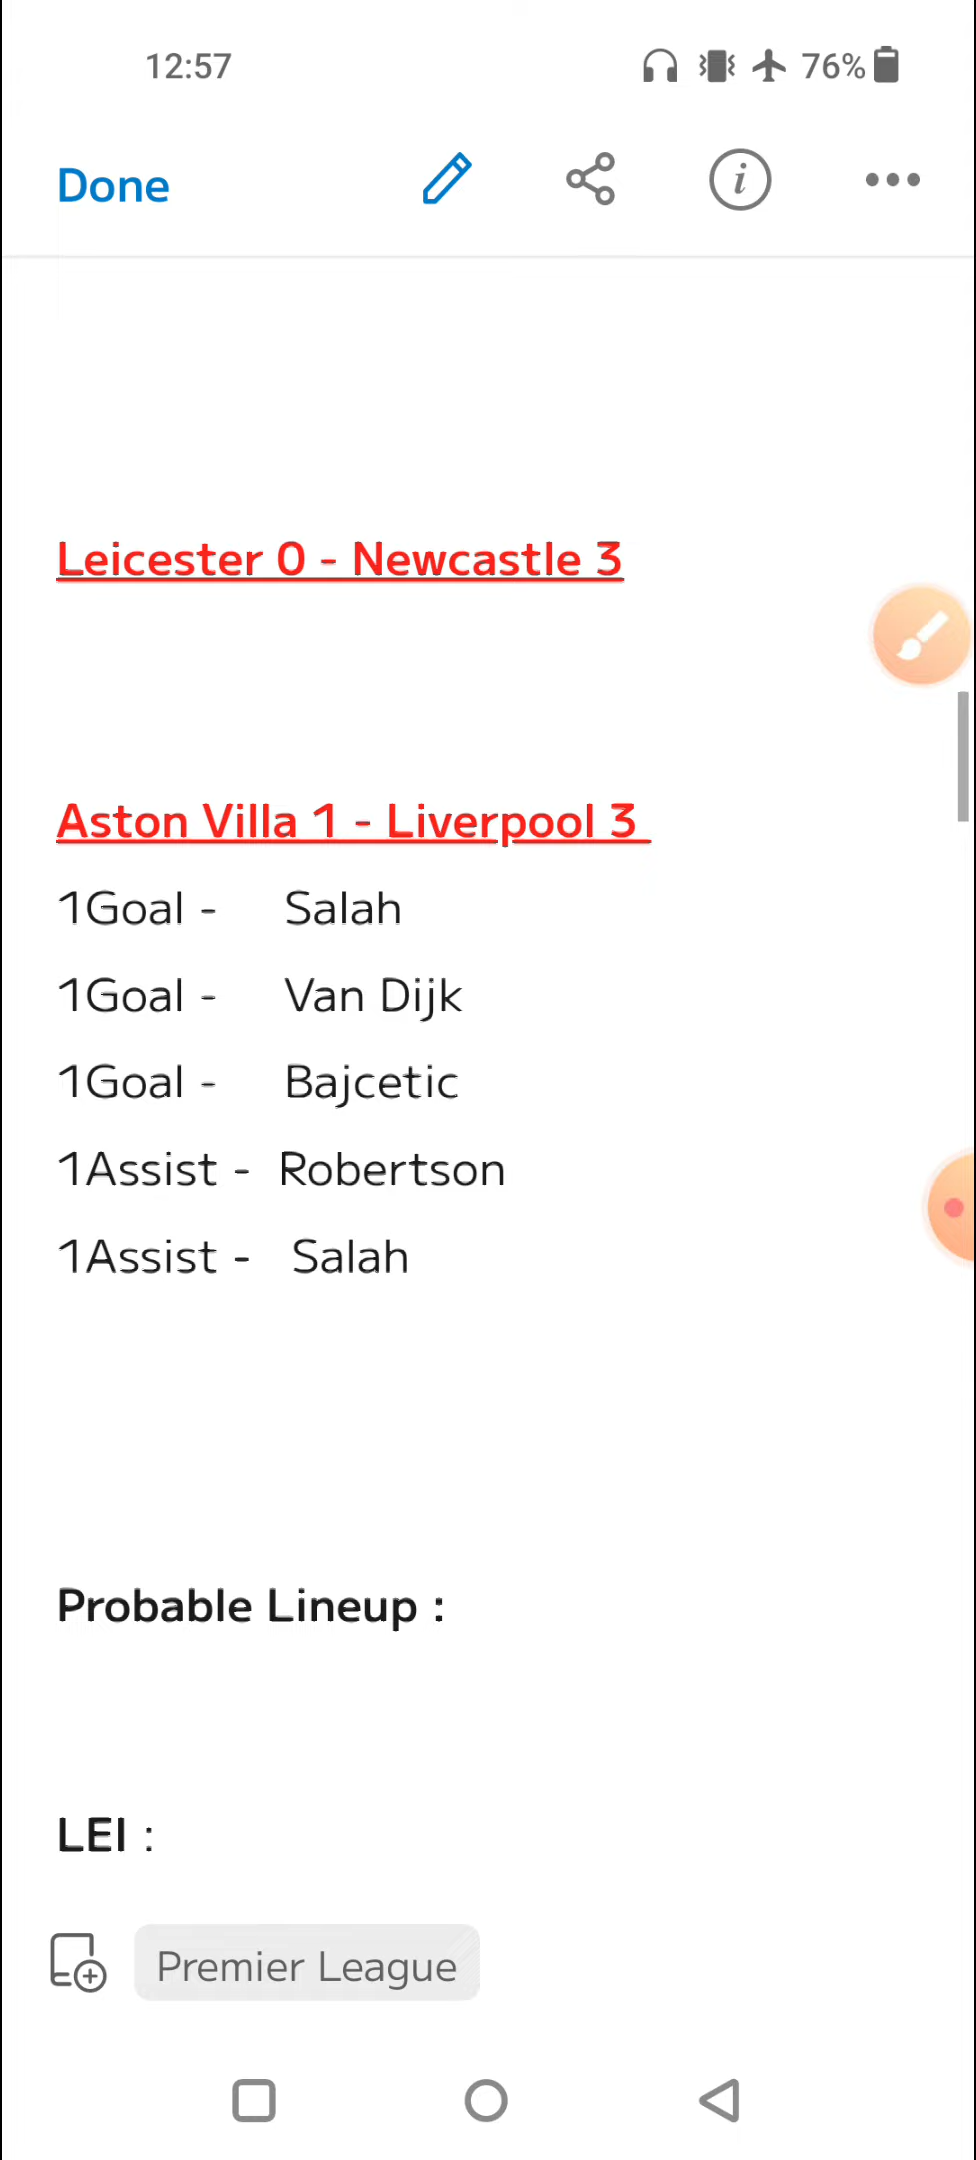 12:57
76%
Done
Leicester 0 - Newcastle 3
Aston Villa 1 - Liverpool 3
1Goal - Salah
1Goal - Van Dijk
1Goal - Bajcetic
1Assist - Robertson
1Assist - Salah
Probable Lineup :
LEI :
Premier League